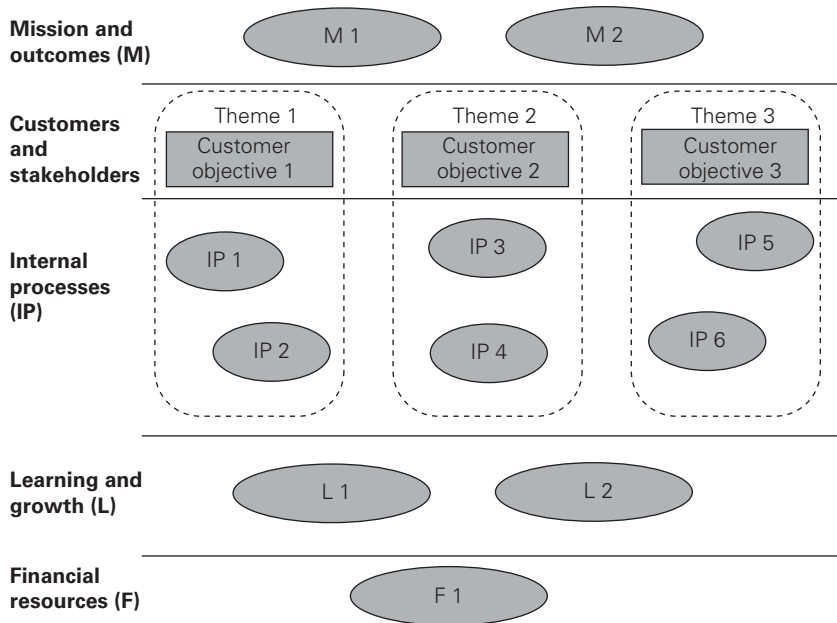 Mission and
outcomes (M)
M 1
M 2
Customers
and
stakeholders
Theme 1
Customer
objective 1
Theme 2
Customer
objective 2
Theme 3
Customer
objective 3
Internal
processes
(IP)
IP 1
IP 2
IP 3
IP 4
IP 5
IP 6
Learning and
growth (L)
L 1
L 2
Financial
resources (F)
F 1